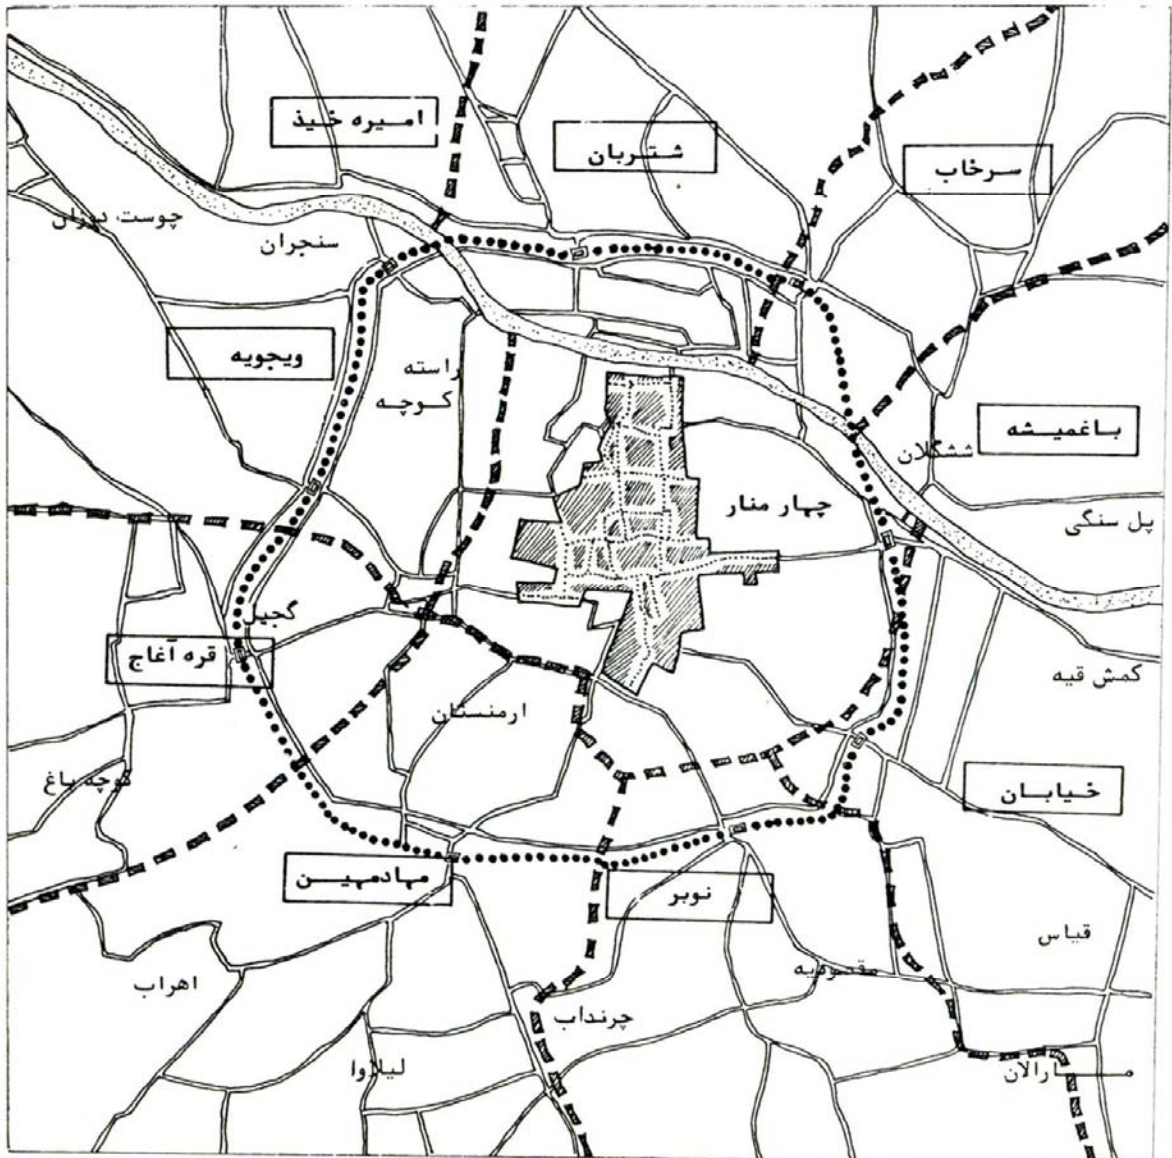 امیره خیذ
شتربان
سرخاب
چوست دوزان
سنجران
ویجویه
راسته
کوچه
باغمیشه
ششگلان
چهار منار
پل سنگی
گجیل
قره آغاج
کمش قیه
ارمنستان
کوچه باغ
خیابان
مهادمهین
نوبر
قیاس
مقصودیه
اهراب
چرنداب
لیلاوا
مارالان